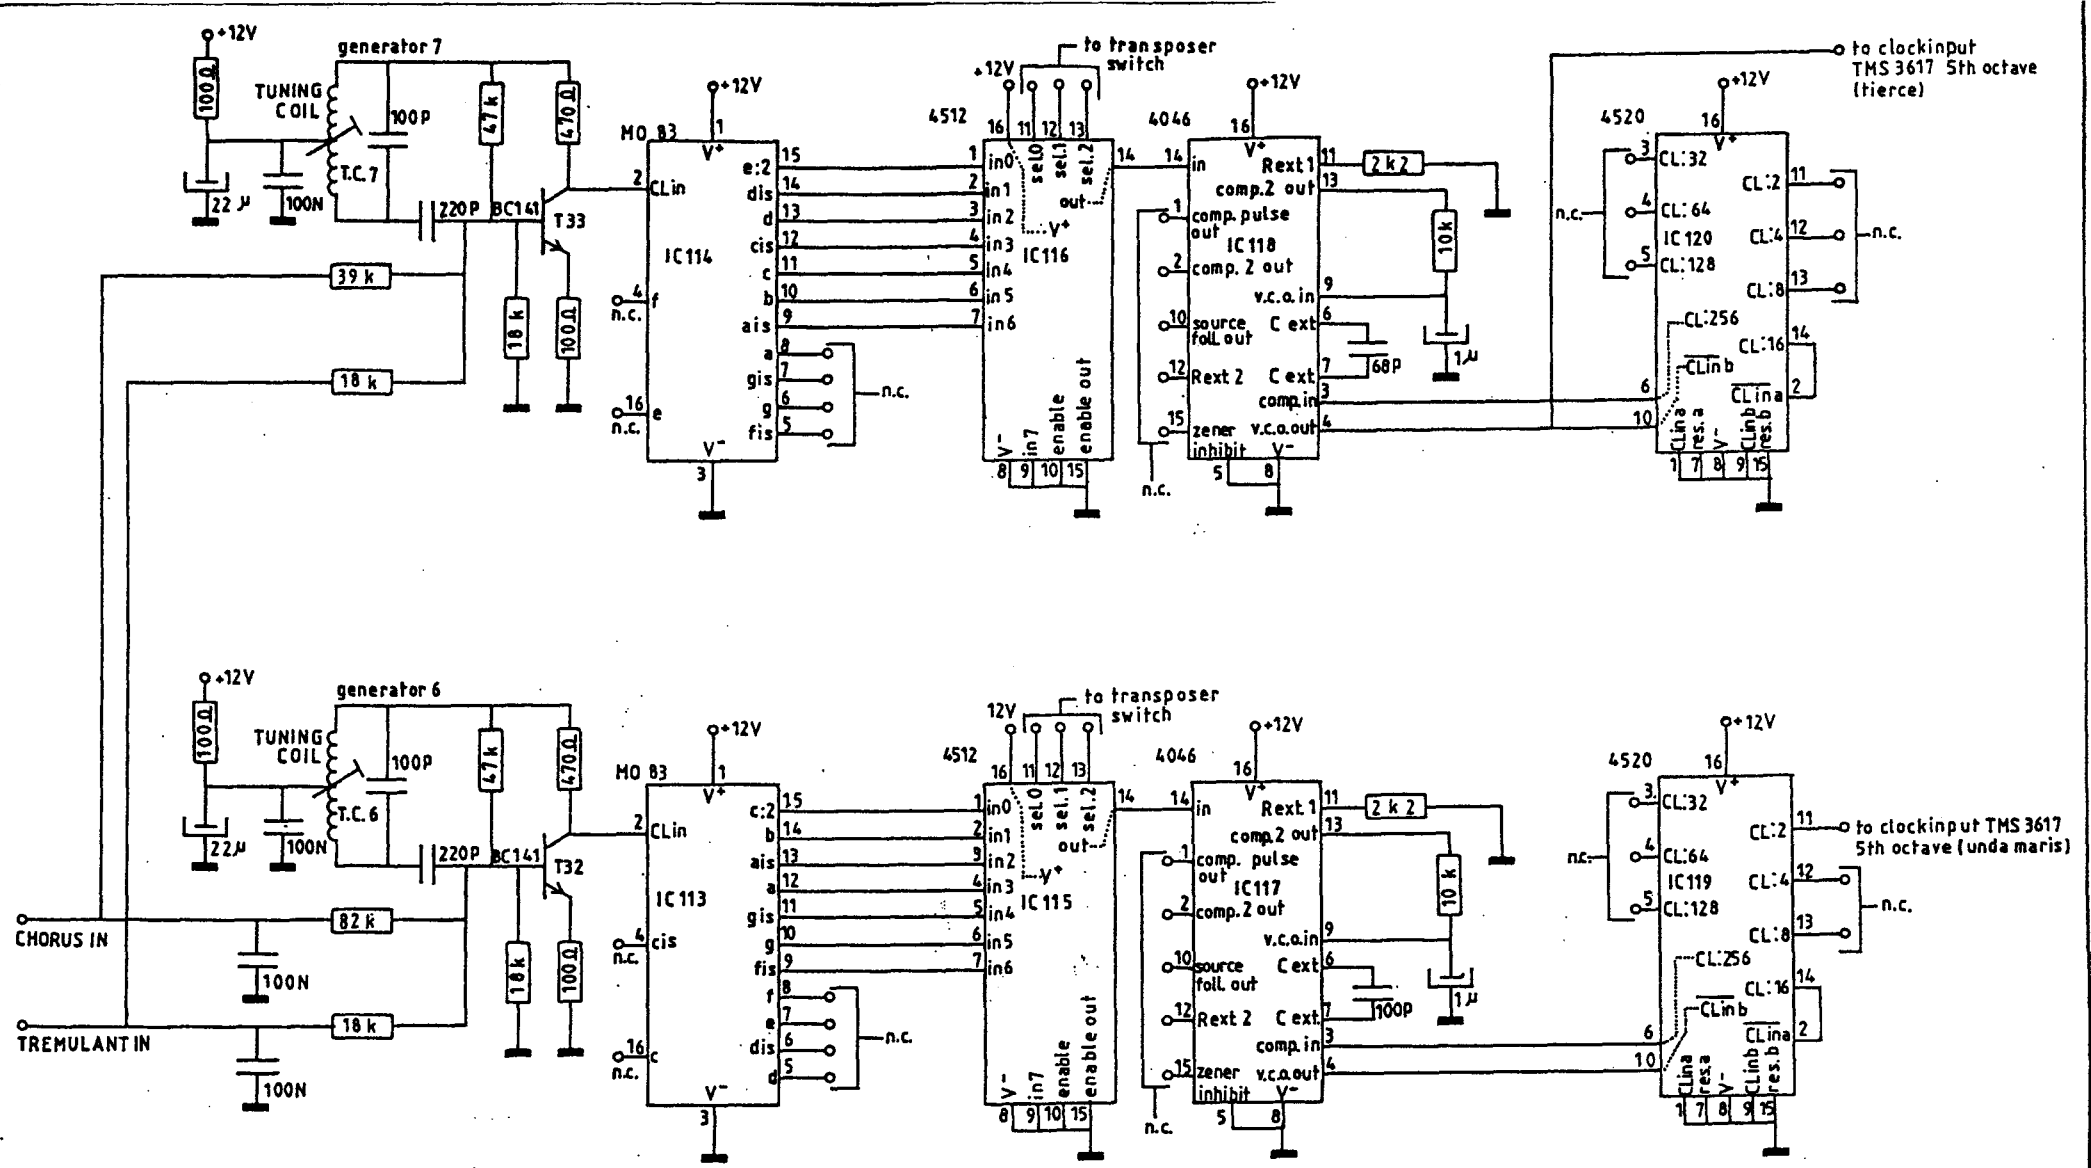 +12V
generator 7
100Ω
TUNING
COIL
100P
T.C.7
22µ
100N
47k
470Ω
220P
BC141
T33
39k
18k
18k
100Ω
MO 83
+12V
1
V+
2
CLin
IC114
4
f
n.c.
16
e
n.c.
V-
3
e:2 15
dis 14
d 13
cis 12
c 11
b 10
ais 9
a 8
gis 7
g 6
fis 5
n.c.
to transposer
switch
+12V
4512
16 11 12 13
sel.0
sel.1
sel.2
out
V+
IC116
1 in0
2 in1
3 in2
4 in3
5 in4
6 in5
7 in6
V-
in7
enable
enable out
8 9 10 15
14
4046
+12V
16
V+
14 in
1 comp. pulse
out
IC118
2 comp. 2 out
10 source
foll. out
12 Rext 2
15 zener
inhibit
V-
5 8
n.c.
Rext 1 11
2k2
comp.2 out 13
10k
v.c.o. in 9
C ext 6
68P
1µ
C ext 7
comp.in 3
v.c.o.out 4
to clockinput
TMS 3617 5th octave
(tierce)
4520
+12V
16
V+
3 CL:32
4 CL:64
IC 120
5 CL:128
n.c.
CL:2 11
CL:4 12
CL:8 13
n.c.
CL:256
CL:16 14
CLin b
CLin a 2
6
10
CLina
res.a
V-
CLinb
res.b
1 7 8 9 15
+12V
generator 6
100Ω
TUNING
COIL
100P
T.C.6
22µ
100N
47k
470Ω
220P
BC141
T32
CHORUS IN
82k
100N
TREMULANT IN
18k
100N
18k
100Ω
MO 83
+12V
1
V+
2
CLin
IC113
4
cis
n.c.
16
c
n.c.
V-
3
c:2 15
b 14
ais 13
a 12
gis 11
g 10
fis 9
f 8
e 7
dis 6
d 5
n.c.
to transposer
switch
12V
4512
16 11 12 13
sel.0
sel.1
sel.2
out
V+
IC 115
1 in0
2 in1
3 in2
4 in3
5 in4
6 in5
7 in6
V-
in7
enable
enable out
8 9 10 15
14
4046
+12V
16
V+
14 in
1 comp. pulse
out
IC117
2 comp.2 out
10 source
foll. out
12 Rext 2
15 zener
inhibit
V-
5 8
n.c.
Rext.1 11
2k2
comp.2 out 13
10k
v.c.o.in 9
C ext 6
100P
1µ
C ext. 7
comp. in 3
v.c.o.out 4
4520
+12V
16
V+
3 CL:32
4 CL:64
IC119
5 CL:128
n.c.
CL:2 11
to clockinput TMS 3617
5th octave (unda maris)
CL:4 12
CL:8 13
n.c.
CL:256
CL:16 14
CLin b
CLina 2
6
10
CLina
res.a
V-
CLinb
res.b
1 7 8 9 15